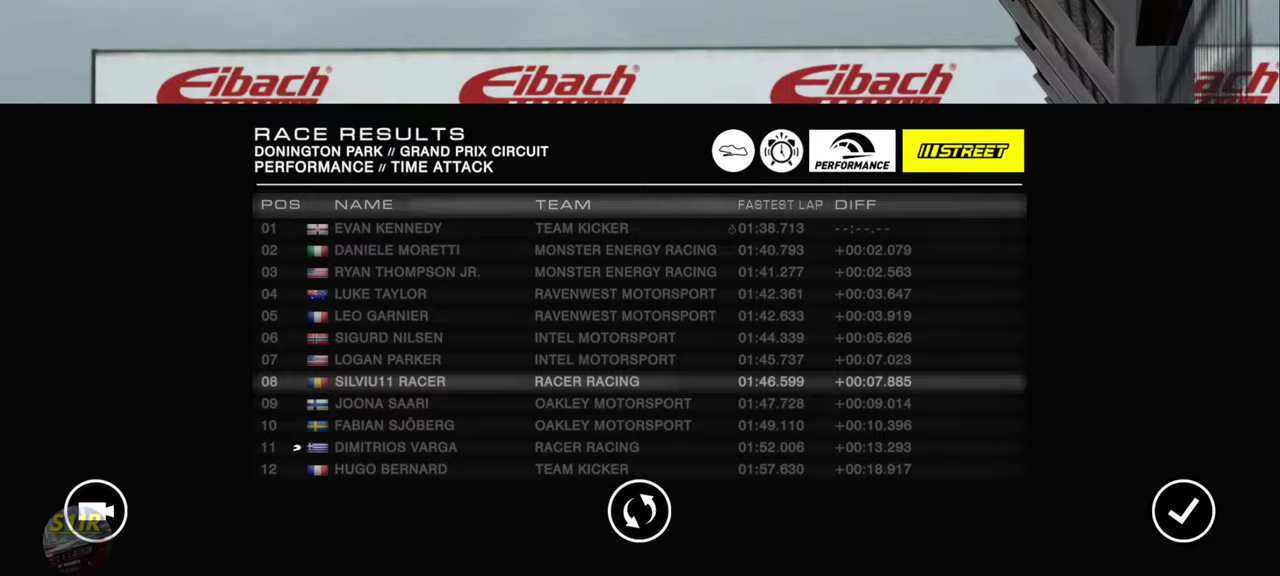 Eibach Eibach Eibach ach
RACE RESULTS
DONINGTON PARK // GRAND PRIX CIRCUIT
PERFORMANCE // TIME ATTACK
PERFORMANCE
STREET
POS NAME TEAM FASTEST LAP DIFF
01 EVAN KENNEDY TEAM KICKER 01:38.713 --:--.--
02 DANIELE MORETTI MONSTER ENERGY RACING 01:40.793 +00:02.079
03 RYAN THOMPSON JR. MONSTER ENERGY RACING 01:41.277 +00:02.563
04 LUKE TAYLOR RAVENWEST MOTORSPORT 01:42.361 +00:03.647
05 LEO GARNIER RAVENWEST MOTORSPORT 01:42.633 +00:03.919
06 SIGURD NILSEN INTEL MOTORSPORT 01:44.339 +00:05.626
07 LOGAN PARKER INTEL MOTORSPORT 01:45.737 +00:07.023
08 SILVIU11 RACER RACER RACING 01:46.599 +00:07.885
09 JOONA SAARI OAKLEY MOTORSPORT 01:47.728 +00:09.014
10 FABIAN SJÖBERG OAKLEY MOTORSPORT 01:49.110 +00:10.396
11 DIMITRIOS VARGA RACER RACING 01:52.006 +00:13.293
12 HUGO BERNARD TEAM KICKER 01:57.630 +00:18.917
S11R